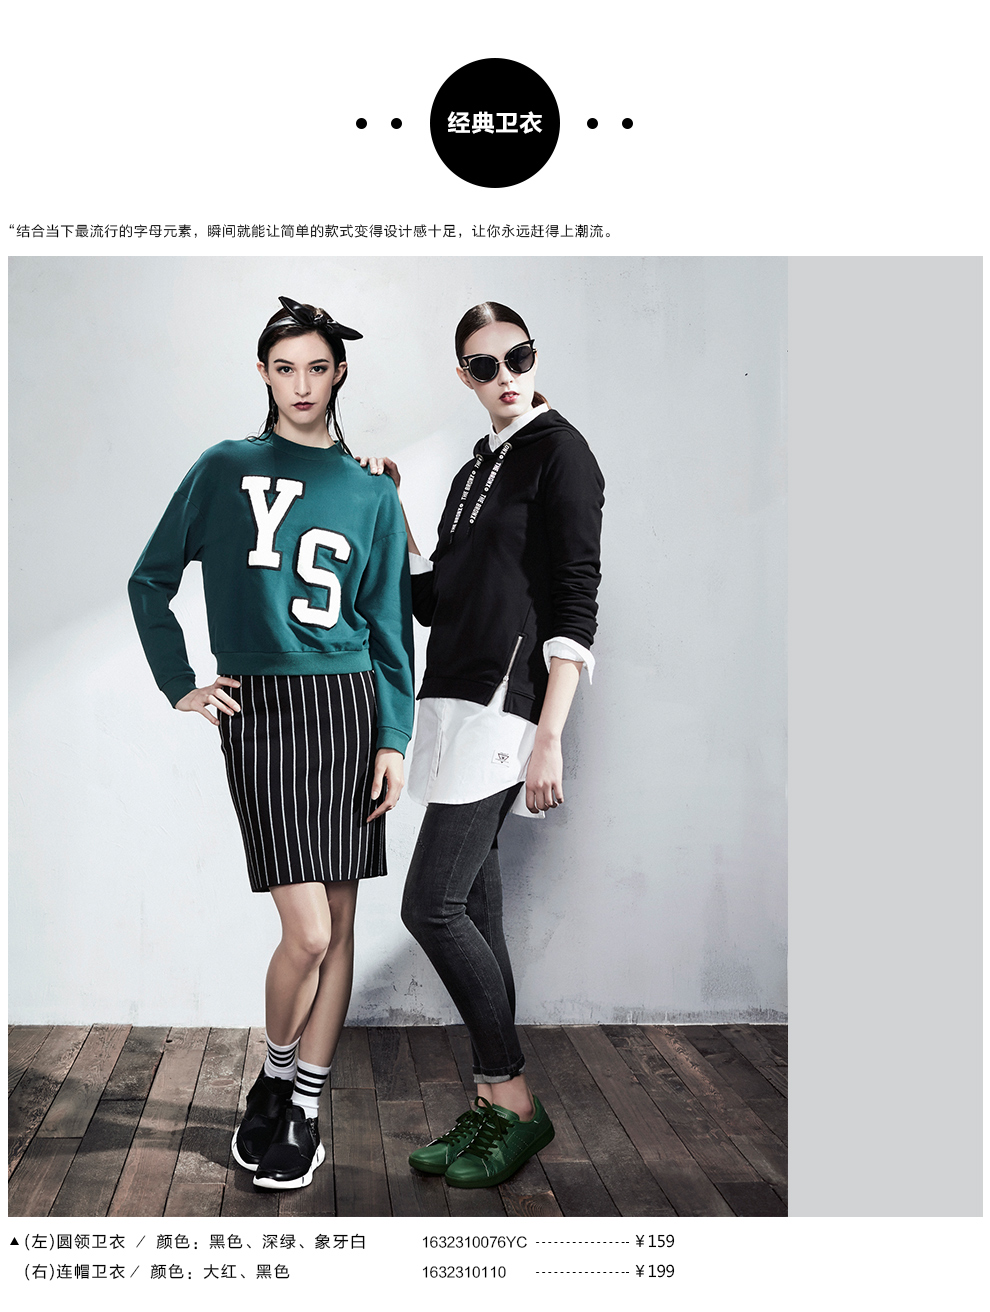 经典卫衣
“结合当下最流行的字母元素，瞬间就能让简单的款式变得设计感十足，让你永远赶得上潮流。
YS
▲(左)圆领卫衣 / 颜色：黑色、深绿、象牙白 1632310076YC ---------------- ¥159
(右)连帽卫衣 / 颜色：大红、黑色 1632310110 ---------------- ¥199